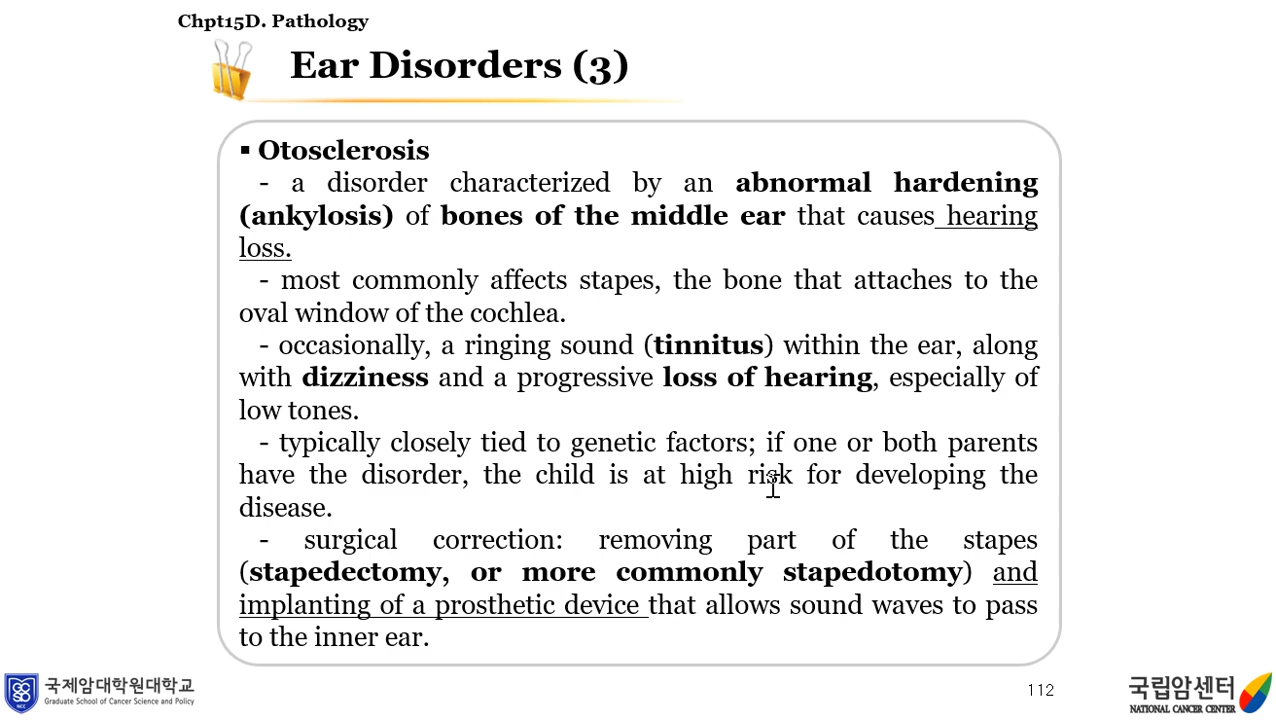 Chpt15D. Pathology
Ear Disorders (3)
▪ Otosclerosis
- a disorder characterized by an abnormal hardening
(ankylosis) of bones of the middle ear that causes hearing
loss.
- most commonly affects stapes, the bone that attaches to the
oval window of the cochlea.
- occasionally, a ringing sound (tinnitus) within the ear, along
with dizziness and a progressive loss of hearing, especially of
low tones.
- typically closely tied to genetic factors; if one or both parents
have the disorder, the child is at high risk for developing the
disease.
- surgical correction: removing part of the stapes
(stapedectomy, or more commonly stapedotomy) and
implanting of a prosthetic device that allows sound waves to pass
to the inner ear.
NCC
국제암대학원대학교
Graduate School of Cancer Science and Policy
112
국립암센터
NATIONAL CANCER CENTER